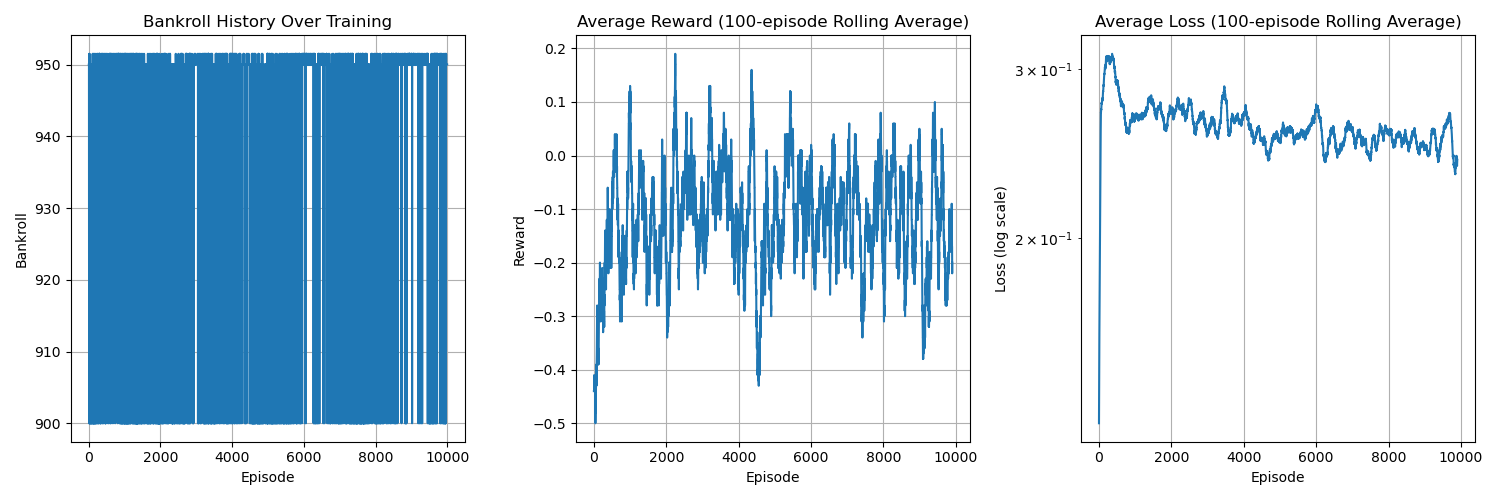 Bankroll History Over Training
950
940
930
920
910
900
Bankroll
0 2000 4000 6000 8000 10000
Episode
Average Reward (100-episode Rolling Average)
0.2
0.1
0.0
−0.1
−0.2
−0.3
−0.4
−0.5
Reward
0 2000 4000 6000 8000 10000
Episode
Average Loss (100-episode Rolling Average)
3 × 10⁻¹
2 × 10⁻¹
Loss (log scale)
0 2000 4000 6000 8000 10000
Episode